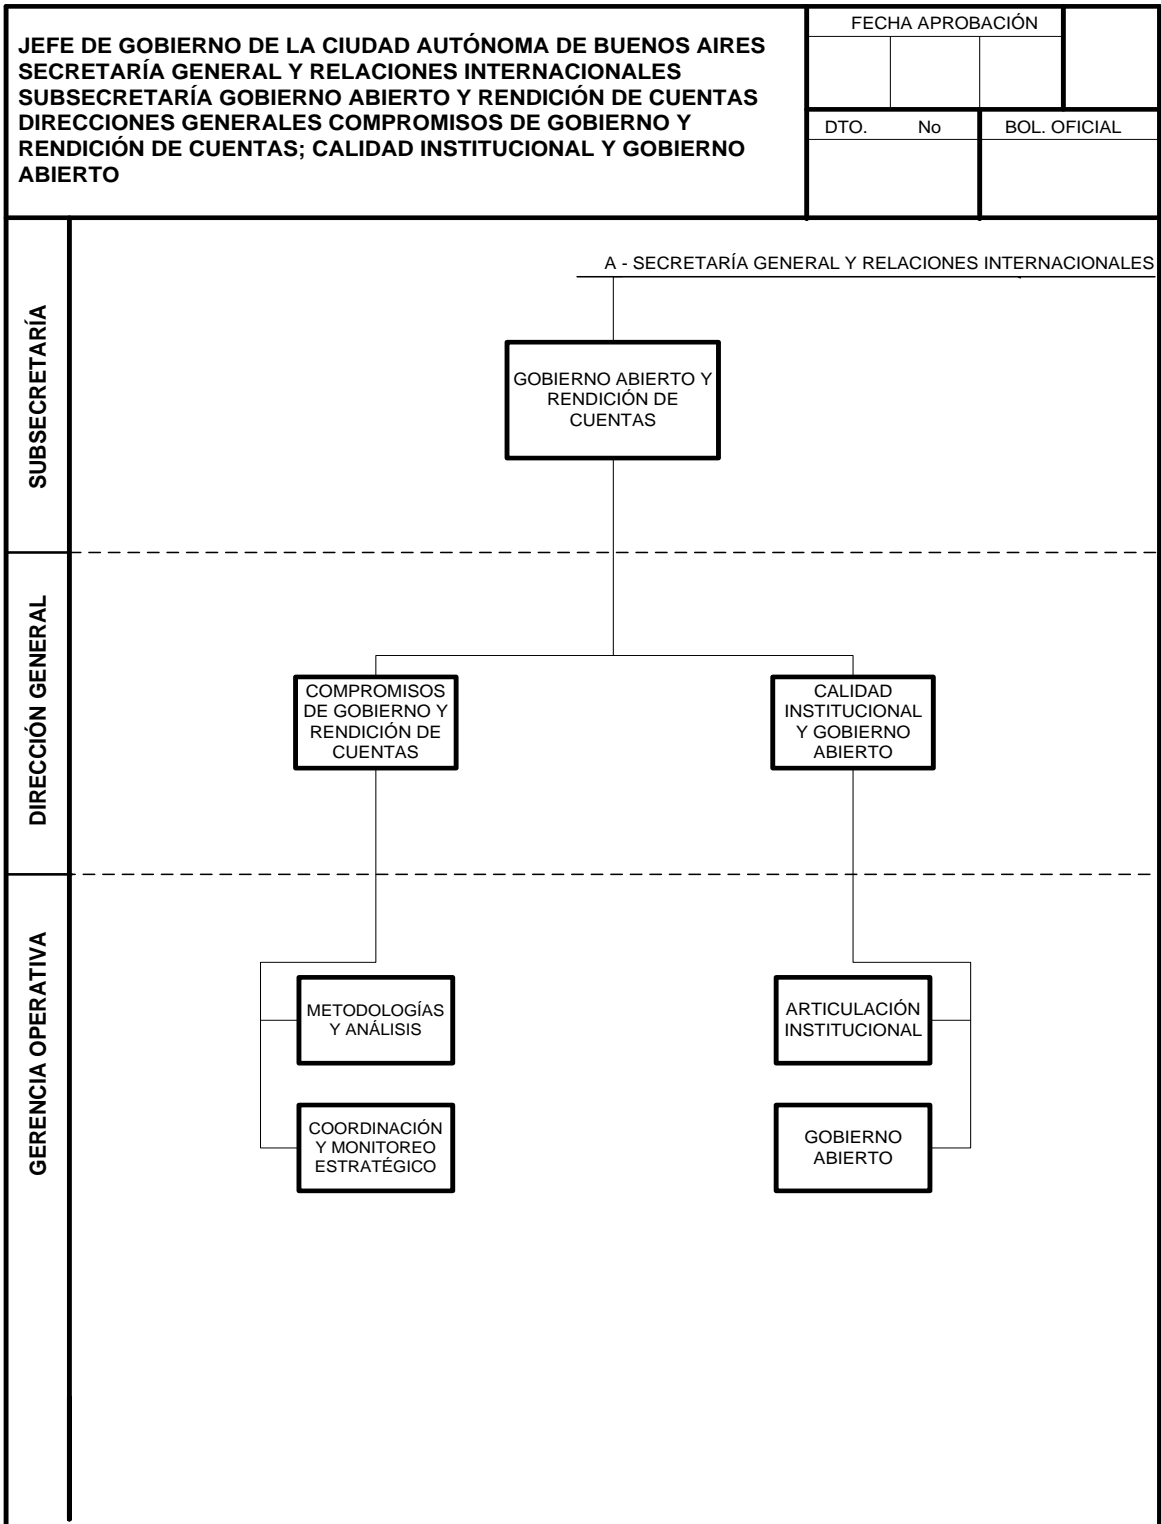 JEFE DE GOBIERNO DE LA CIUDAD AUTÓNOMA DE BUENOS AIRES
SECRETARÍA GENERAL Y RELACIONES INTERNACIONALES
SUBSECRETARÍA GOBIERNO ABIERTO Y RENDICIÓN DE CUENTAS
DIRECCIONES GENERALES COMPROMISOS DE GOBIERNO Y
RENDICIÓN DE CUENTAS; CALIDAD INSTITUCIONAL Y GOBIERNO
ABIERTO
FECHA APROBACIÓN
DTO. No
BOL. OFICIAL
SUBSECRETARÍA
A - SECRETARÍA GENERAL Y RELACIONES INTERNACIONALES
GOBIERNO ABIERTO Y
RENDICIÓN DE
CUENTAS
DIRECCIÓN GENERAL
COMPROMISOS
DE GOBIERNO Y
RENDICIÓN DE
CUENTAS
CALIDAD
INSTITUCIONAL
Y GOBIERNO
ABIERTO
GERENCIA OPERATIVA
METODOLOGÍAS
Y ANÁLISIS
ARTICULACIÓN
INSTITUCIONAL
COORDINACIÓN
Y MONITOREO
ESTRATÉGICO
GOBIERNO
ABIERTO